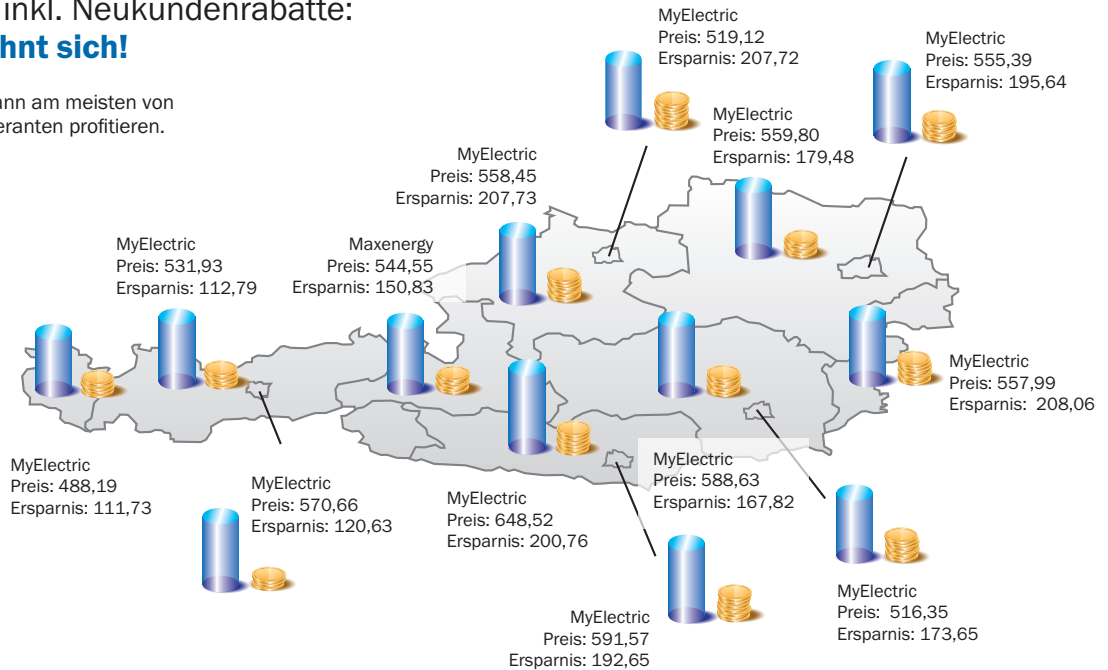 inkl. Neukundenrabatte:
hnt sich!
ann am meisten von
eranten profitieren.
MyElectric
Preis: 519,12
Ersparnis: 207,72
MyElectric
Preis: 555,39
Ersparnis: 195,64
MyElectric
Preis: 559,80
Ersparnis: 179,48
MyElectric
Preis: 558,45
Ersparnis: 207,73
MyElectric
Preis: 531,93
Ersparnis: 112,79
Maxenergy
Preis: 544,55
Ersparnis: 150,83
MyElectric
Preis: 557,99
Ersparnis: 208,06
MyElectric
Preis: 488,19
Ersparnis: 111,73
MyElectric
Preis: 570,66
Ersparnis: 120,63
MyElectric
Preis: 648,52
Ersparnis: 200,76
MyElectric
Preis: 588,63
Ersparnis: 167,82
MyElectric
Preis: 591,57
Ersparnis: 192,65
MyElectric
Preis: 516,35
Ersparnis: 173,65